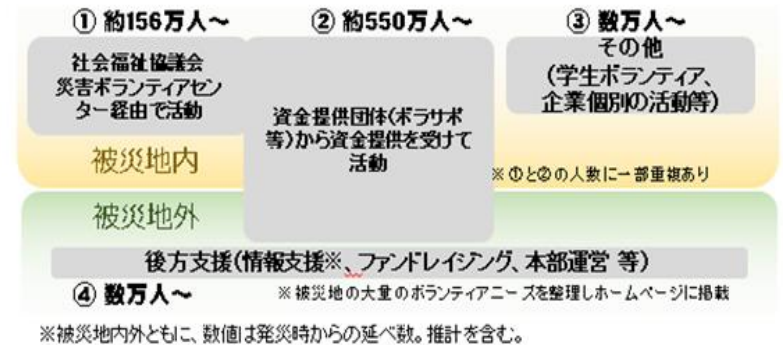 ① 約156万人～
社会福祉協議会
災害ボランティアセン
ター経由で活動
② 約550万人～
資金提供団体(ボラサポ
等)から資金提供を受けて
活動
③ 数万人～
その他
(学生ボランティア、
企業個別の活動等)
被災地内
※①と②の人数に一部重複あり
被災地外
後方支援(情報支援※、ファンドレイジング、本部運営 等)
④ 数万人～
※被災地の大量のボランティアニーズを整理しホームページに掲載
※被災地内外ともに、数値は発災時からの延べ数。推計を含む。